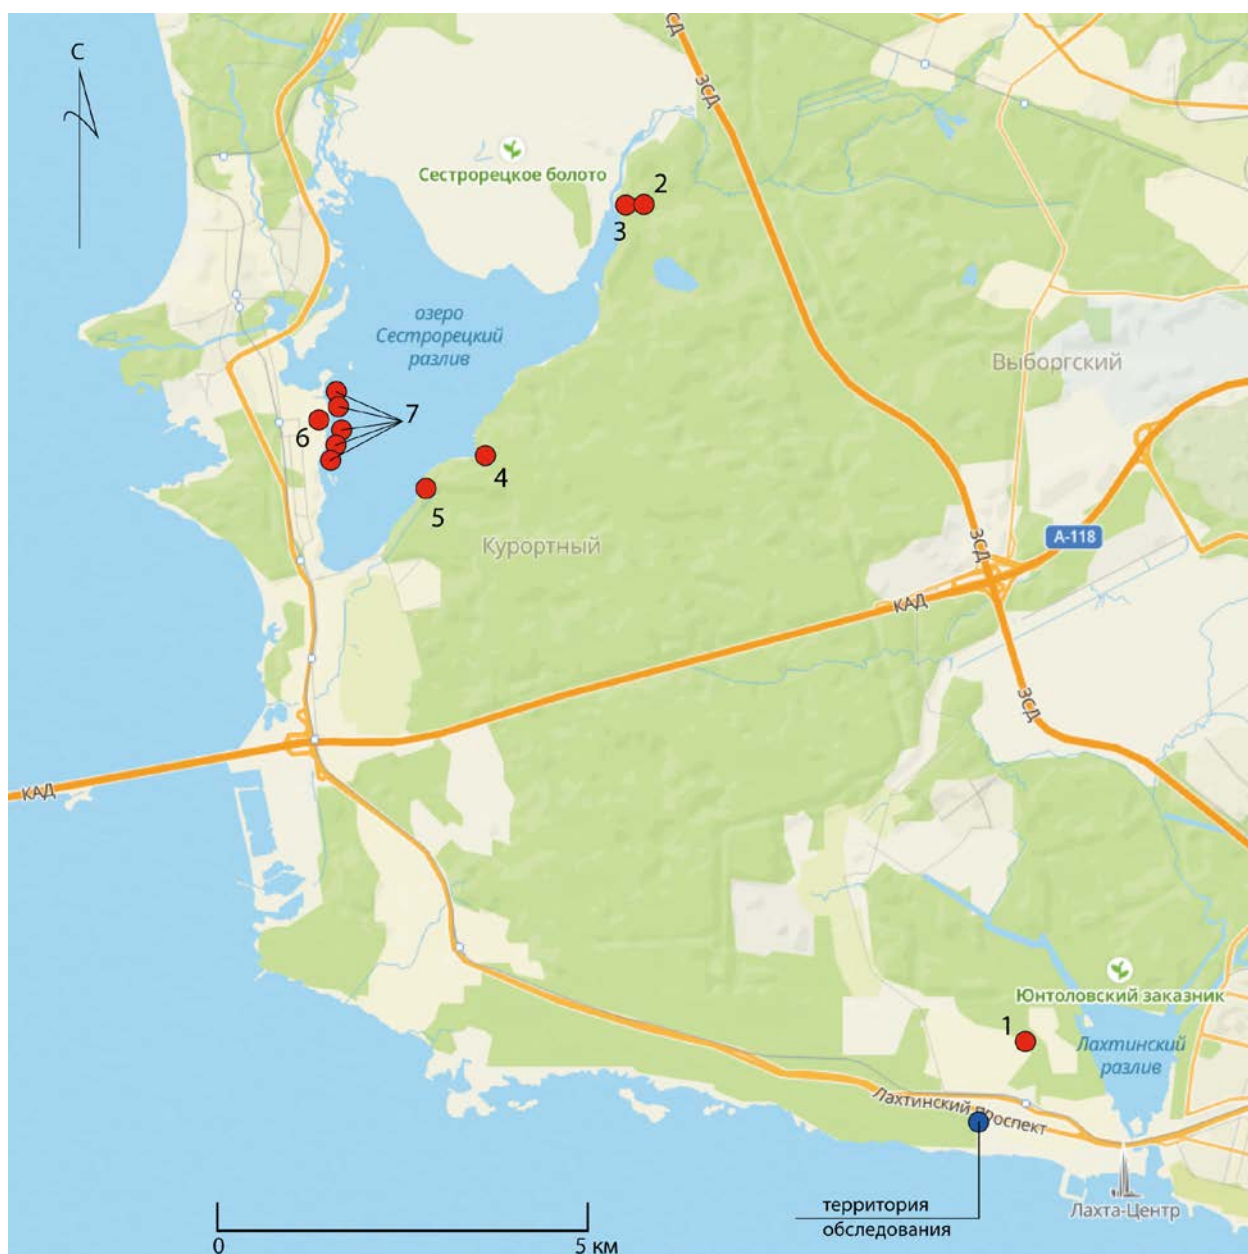 С
СД
ЗСД
Сестрорецкое болото
2
3
озеро
Сестрорецкий
разлив
Выборгский
7
6
4
5
Курортный
ЗСД
А-118
КАД
ЗСД
КАД
Юнтоловский заказник
1
Лахтинский
разлив
Лахтинский проспект
территория
обследования
Лахта-Центр
0
5 км